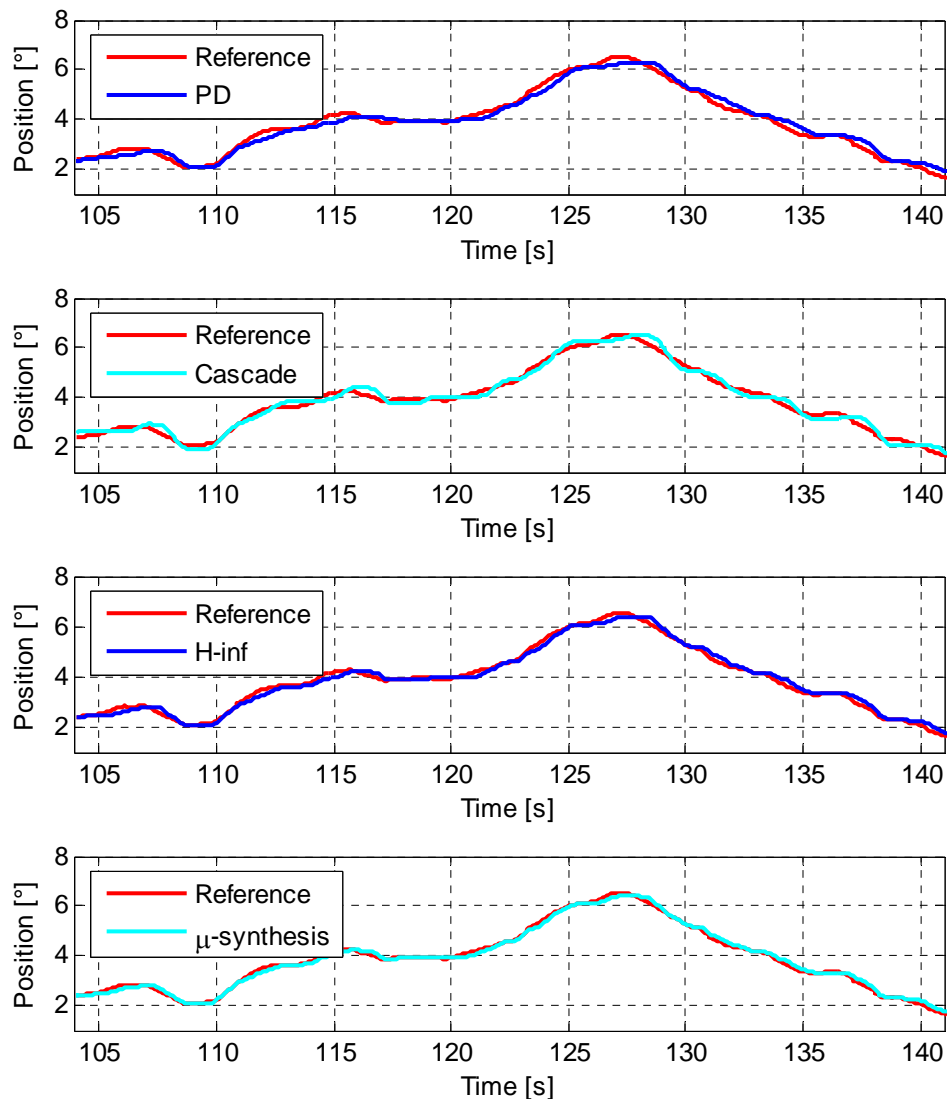 8
6
4
2
Position [°]
Reference
PD
105 110 115 120 125 130 135 140
Time [s]
8
6
4
2
Position [°]
Reference
Cascade
105 110 115 120 125 130 135 140
Time [s]
8
6
4
2
Position [°]
Reference
H-inf
105 110 115 120 125 130 135 140
Time [s]
8
6
4
2
Position [°]
Reference
μ-synthesis
105 110 115 120 125 130 135 140
Time [s]